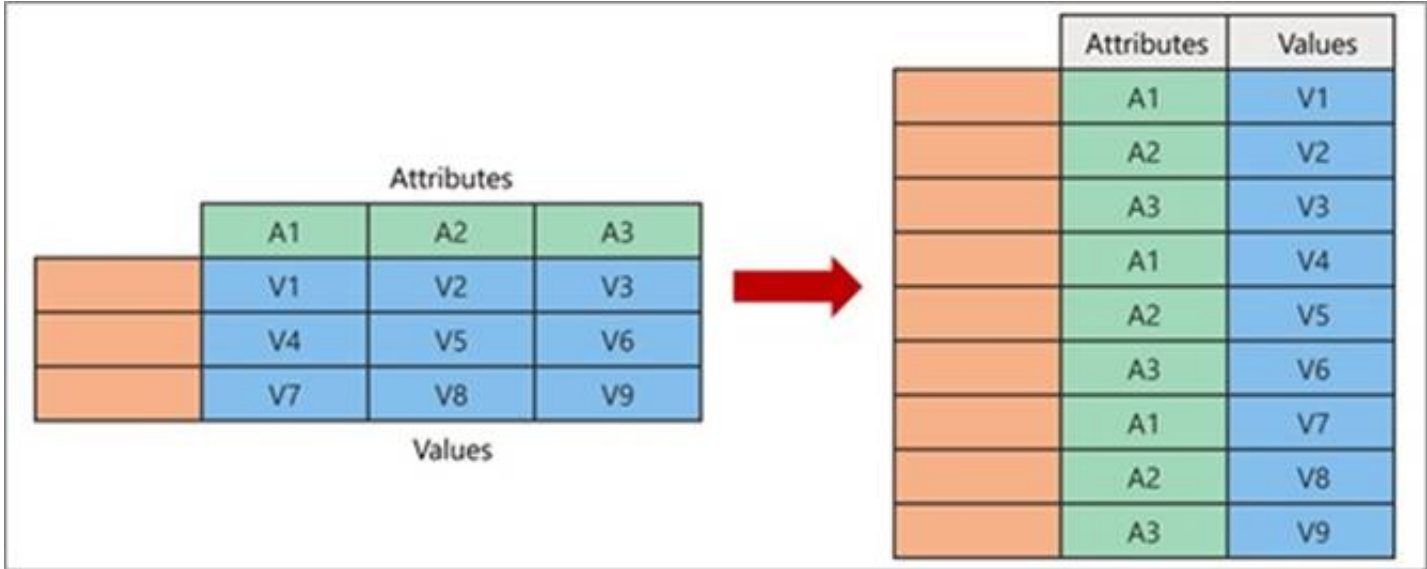 Attributes
A1 A2 A3
V1 V2 V3
V4 V5 V6
V7 V8 V9
Values
Attributes Values
A1 V1
A2 V2
A3 V3
A1 V4
A2 V5
A3 V6
A1 V7
A2 V8
A3 V9